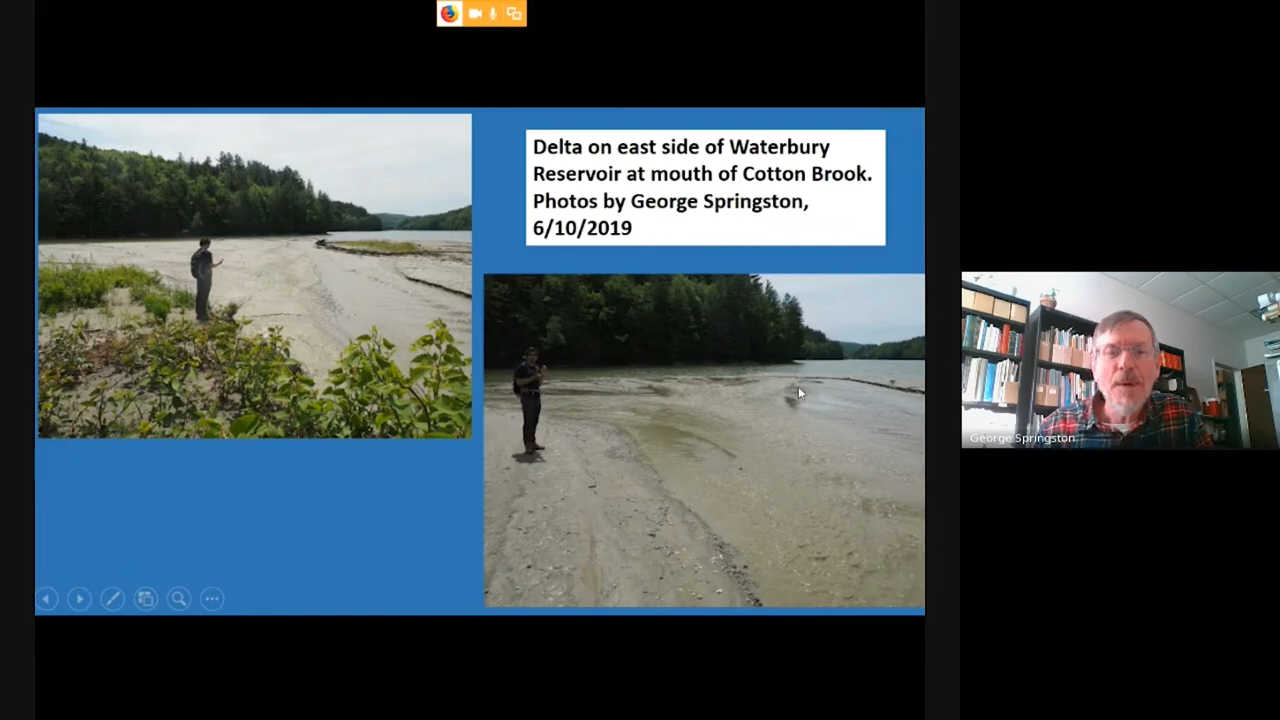 Delta on east side of Waterbury
Reservoir at mouth of Cotton Brook.
Photos by George Springston,
6/10/2019
George Springston